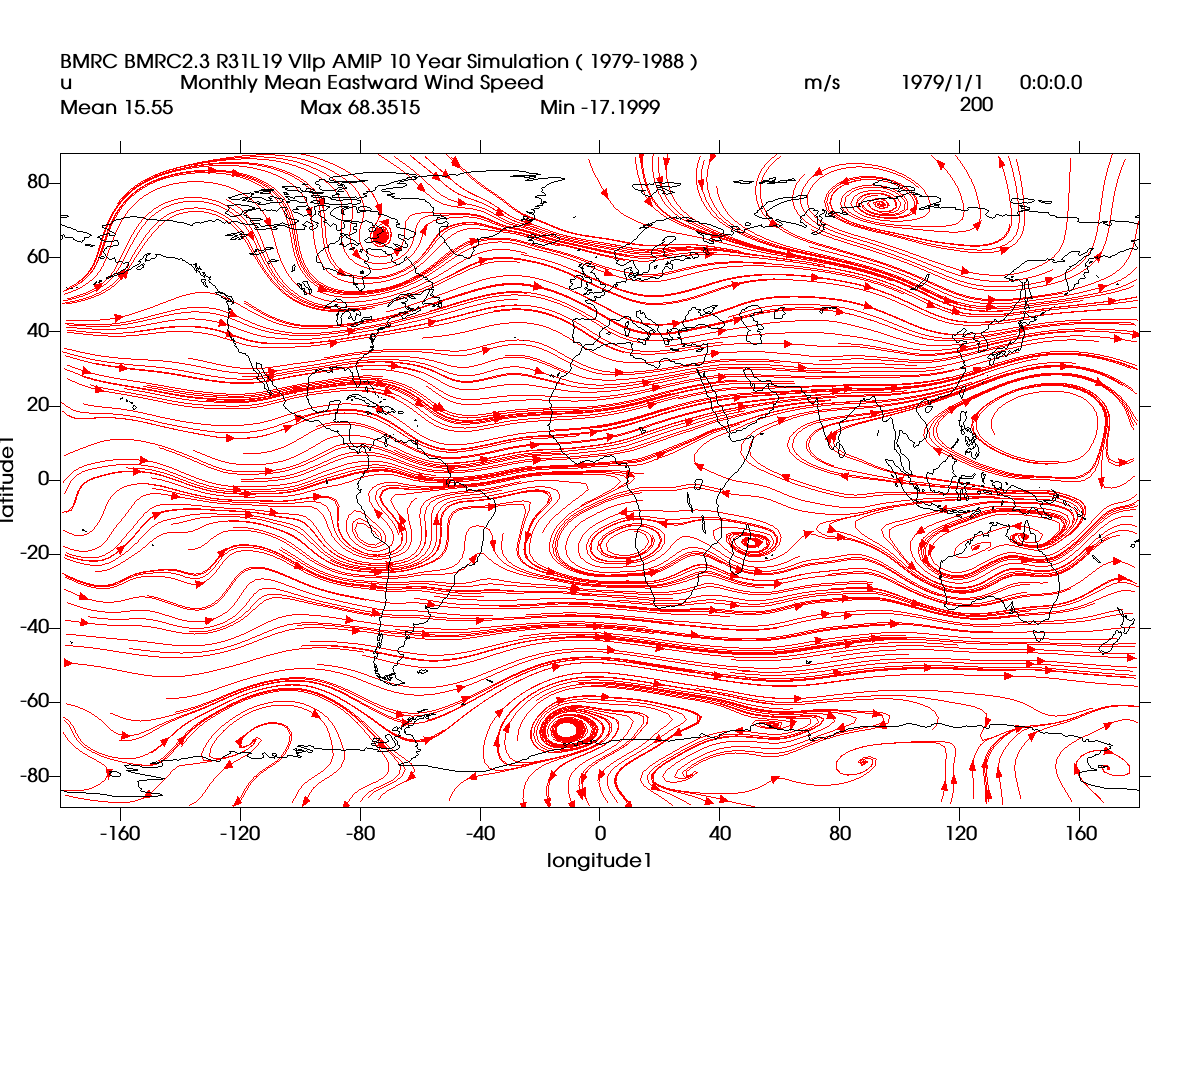 BMRC BMRC2.3 R31L19 VIIp AMIP 10 Year Simulation ( 1979-1988 )
u Monthly Mean Eastward Wind Speed m/s 1979/1/1 0:0:0.0
Mean 15.55 Max 68.3515 Min -17.1999 200
80
60
40
20
0
-20
-40
-60
-80
latitude1
-160 -120 -80 -40 0 40 80 120 160
longitude1